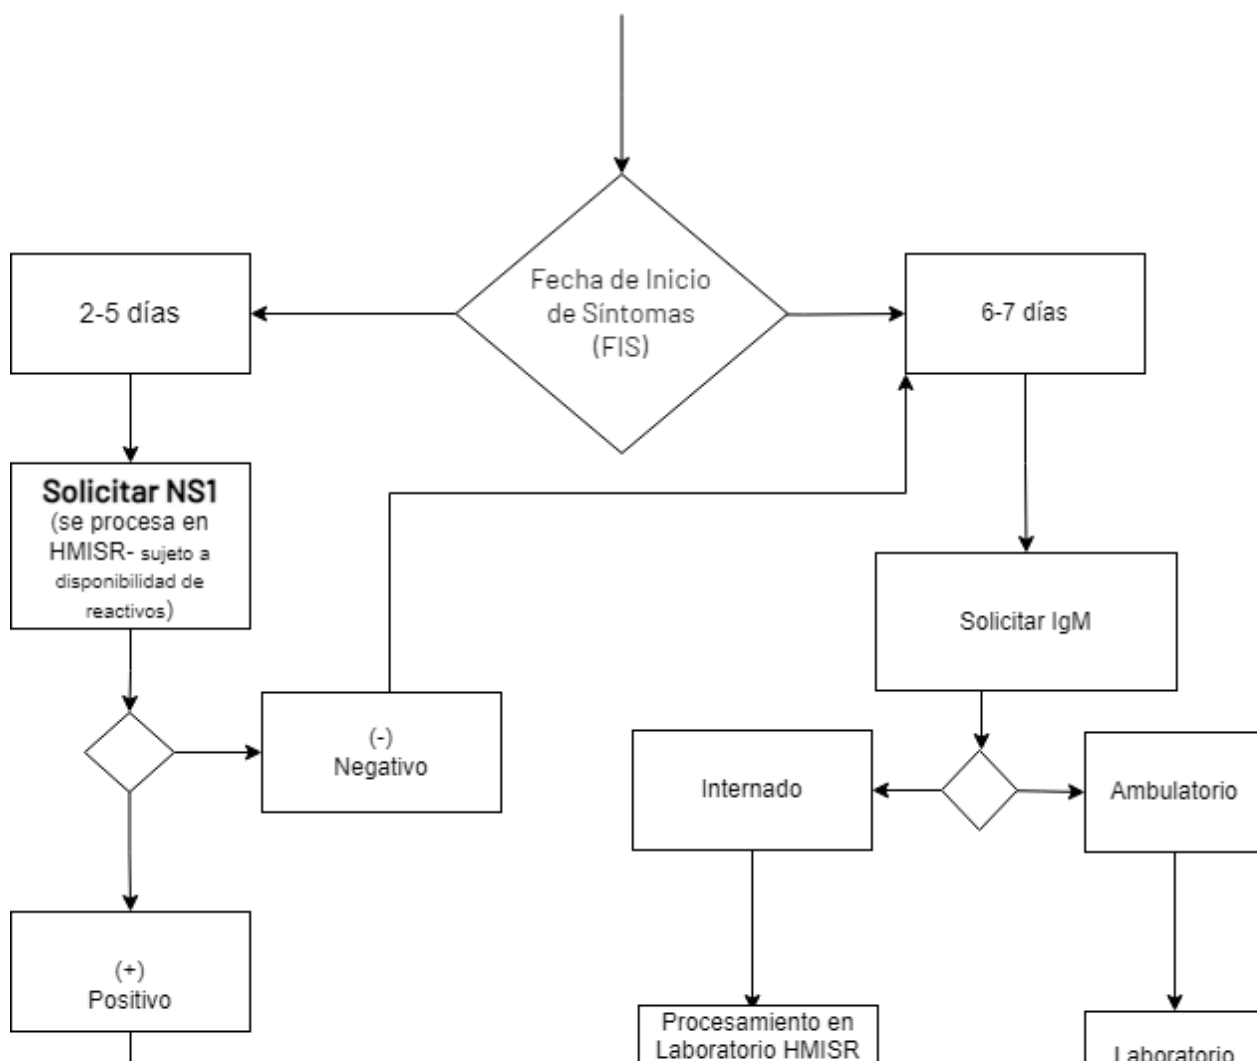 Fecha de Inicio
de Síntomas
(FIS)
2-5 días
6-7 días
Solicitar NS1
(se procesa en
HMISR- sujeto a
disponibilidad de
reactivos)
Solicitar IgM
(-)
Negativo
Internado
Ambulatorio
(+)
Positivo
Procesamiento en
Laboratorio HMISR
Laboratorio